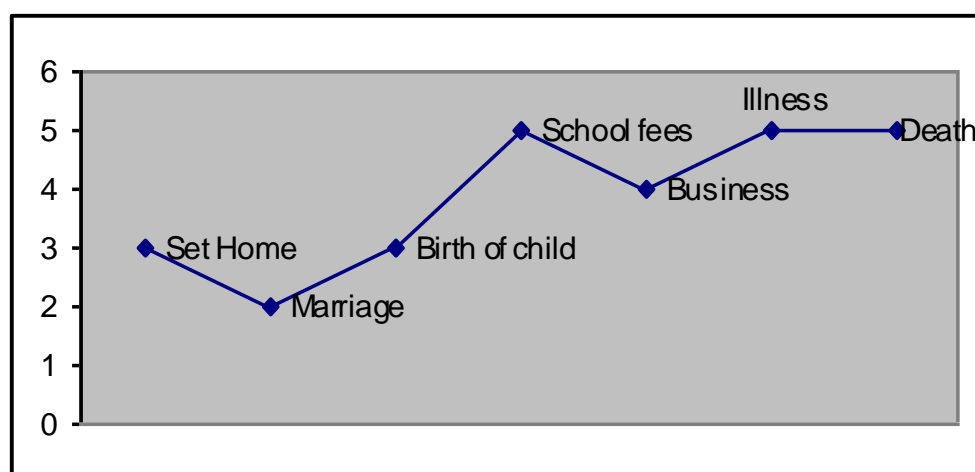 6
5
4
3
2
1
0
Illness
School fees
Death
Business
Set Home
Birth of child
Marriage